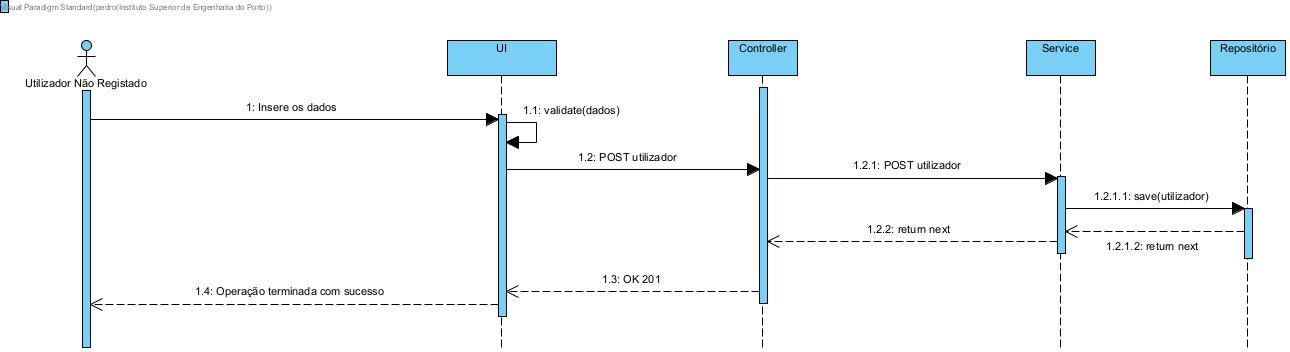 Visual Paradigm Standard(pedro(Instituto Superior de Engenharia do Porto))
UI
Controller
Service
Repositório
Utilizador Não Registado
1: Insere os dados
1.1: validate(dados)
1.2: POST utilizador
1.2.1: POST utilizador
1.2.1.1: save(utilizador)
1.2.2: return next
1.2.1.2: return next
1.3: OK 201
1.4: Operação terminada com sucesso